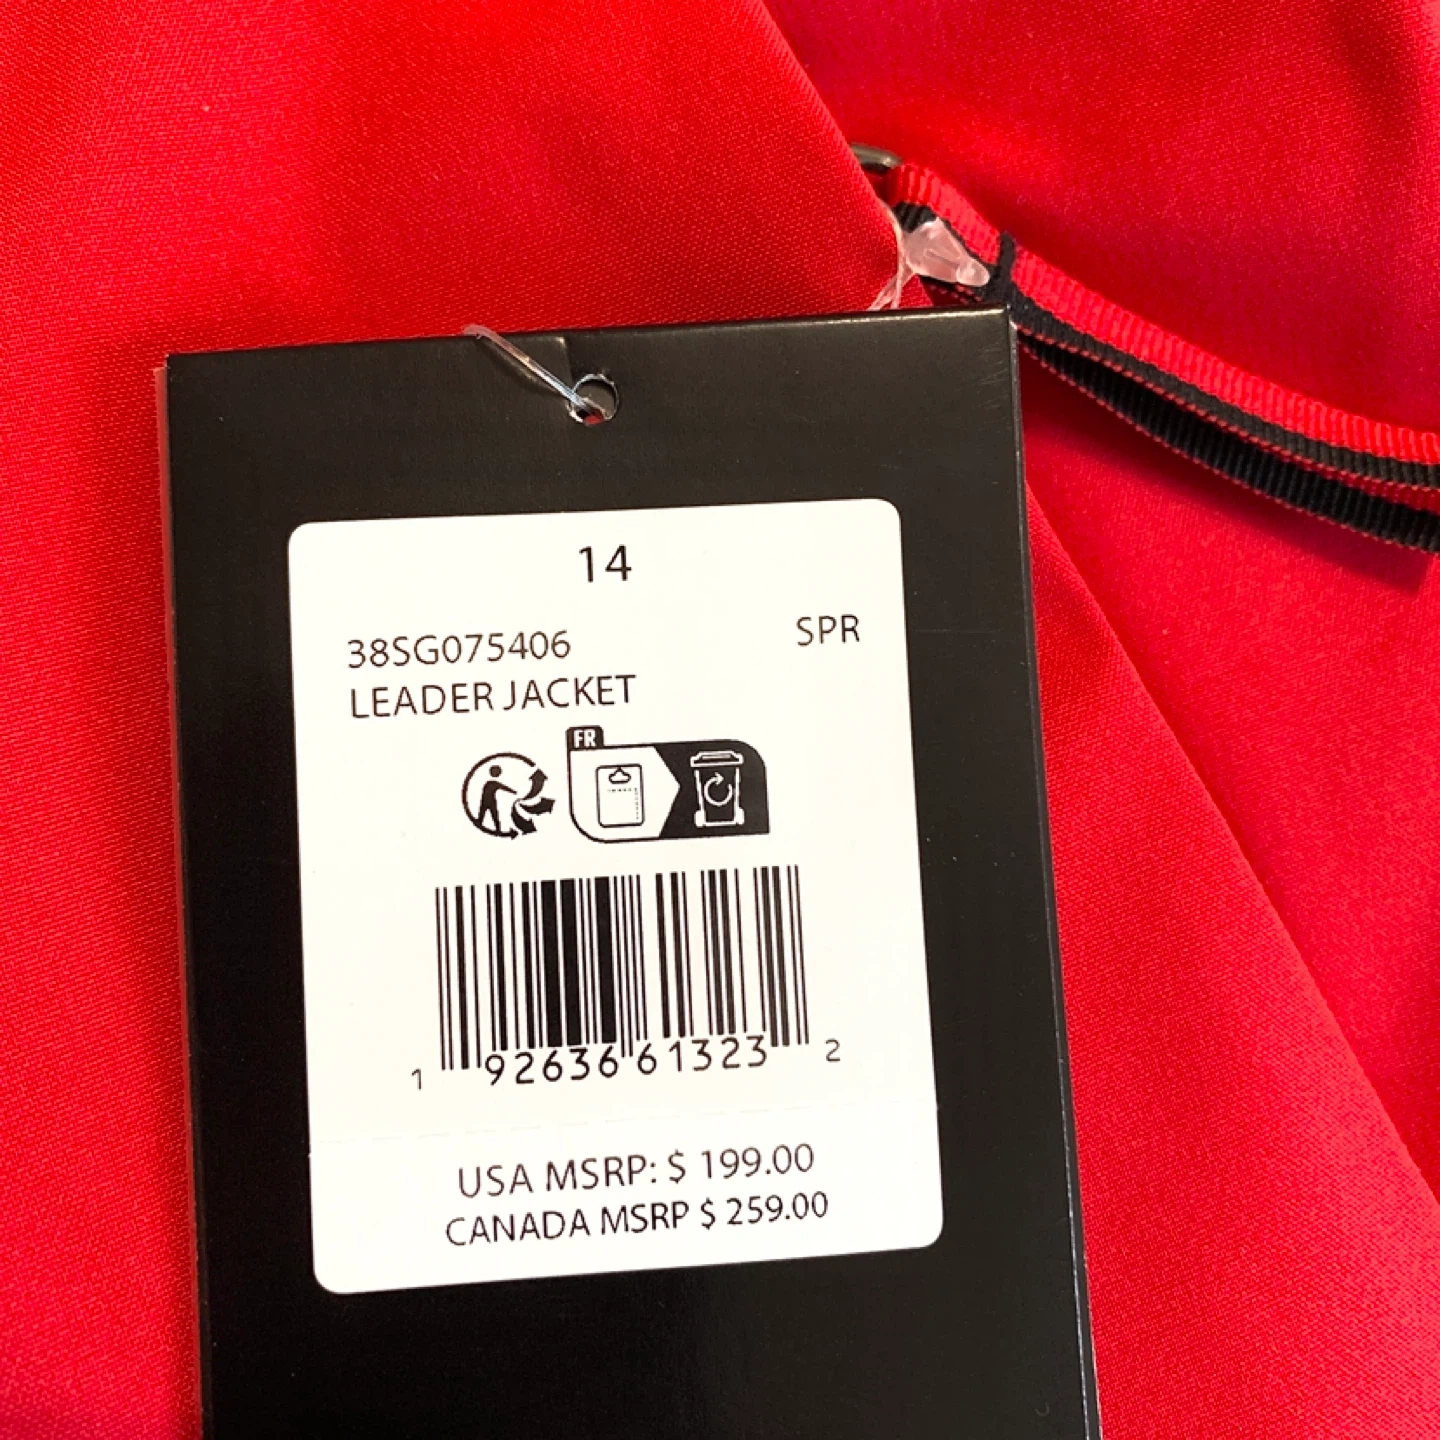 14
38SG075406 SPR
LEADER JACKET
FR
1 92636 61323 2
USA MSRP: $ 199.00
CANADA MSRP $ 259.00